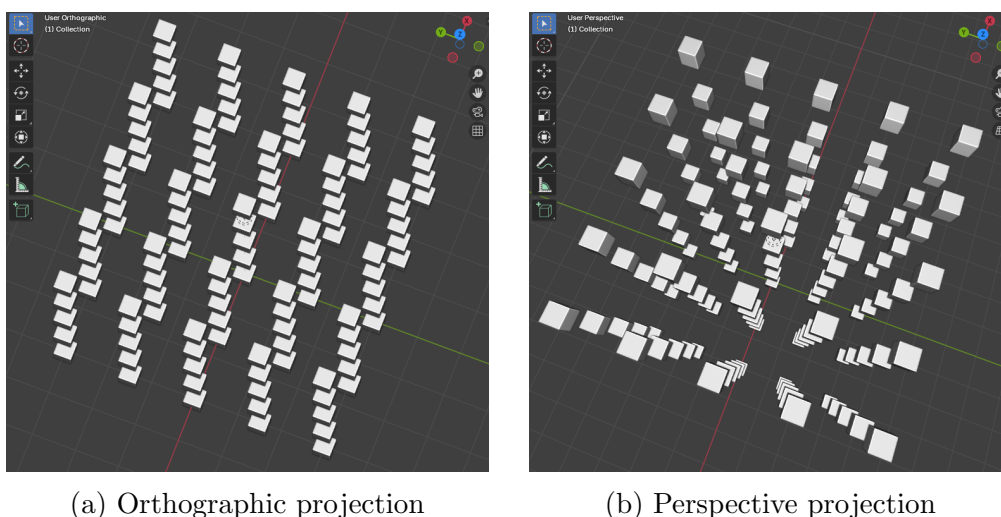 User Orthographic
(1) Collection
X
Y
Z
User Perspective
(1) Collection
X
Y
Z
(a) Orthographic projection
(b) Perspective projection